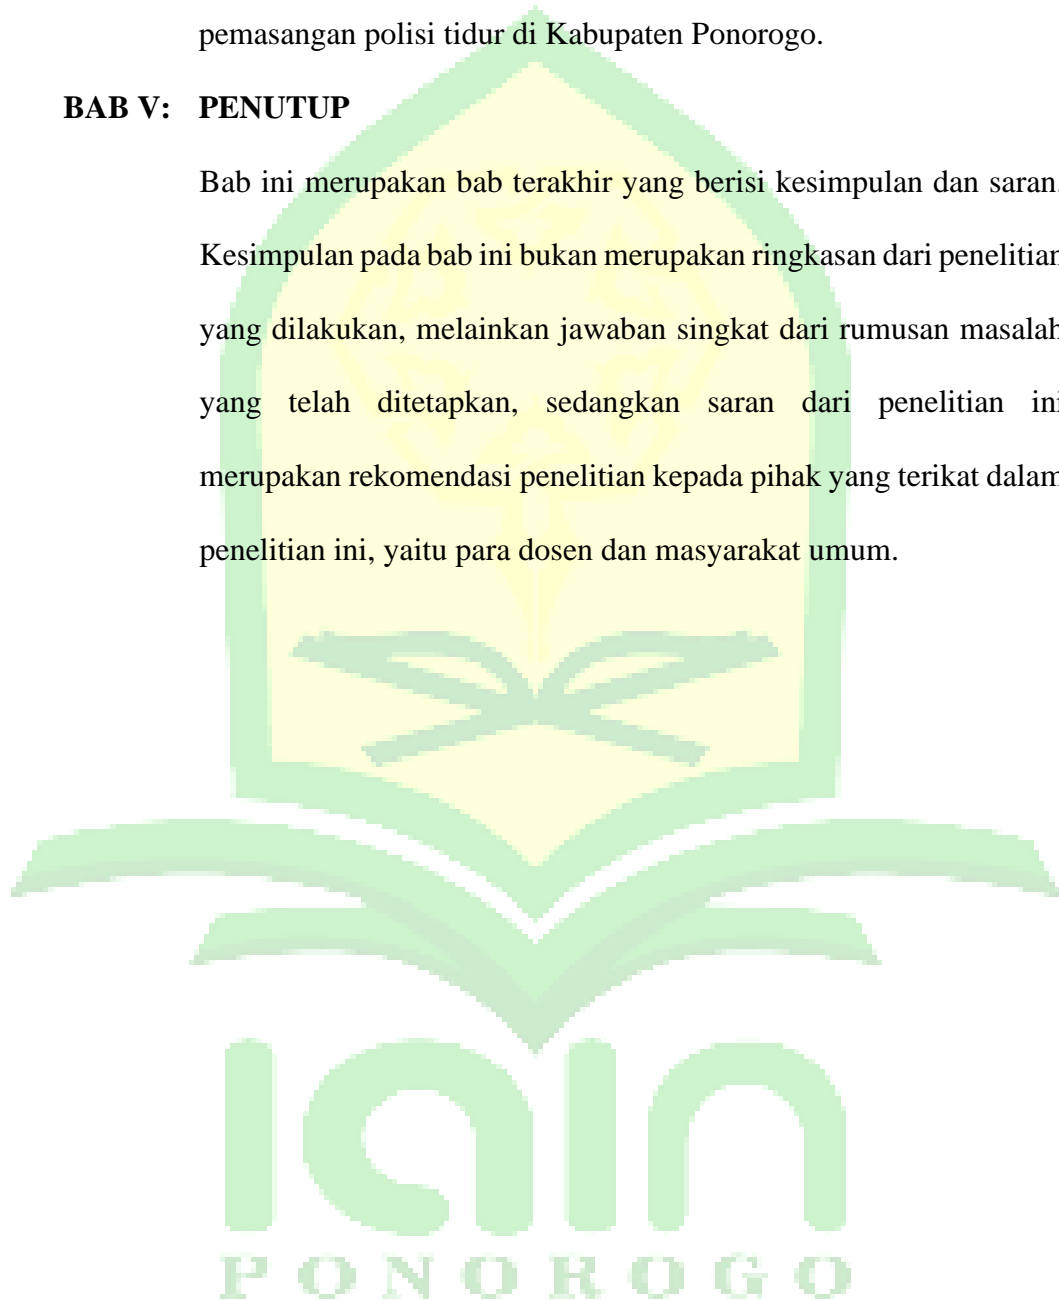 pemasangan polisi tidur di Kabupaten Ponorogo.
BAB V: PENUTUP
Bab ini merupakan bab terakhir yang berisi kesimpulan dan saran.
Kesimpulan pada bab ini bukan merupakan ringkasan dari penelitian
yang dilakukan, melainkan jawaban singkat dari rumusan masalah
yang telah ditetapkan, sedangkan saran dari penelitian ini
merupakan rekomendasi penelitian kepada pihak yang terikat dalam
penelitian ini, yaitu para dosen dan masyarakat umum.
iain
PONOROGO